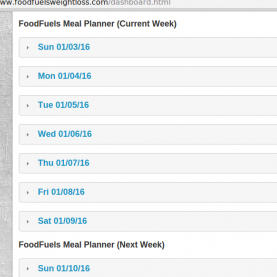 ww.foodfuelsweightloss.com/dashboard.html
FoodFuels Meal Planner (Current Week)
Sun 01/03/16
Mon 01/04/16
Tue 01/05/16
Wed 01/06/16
Thu 01/07/16
Fri 01/08/16
Sat 01/09/16
FoodFuels Meal Planner (Next Week)
Sun 01/10/16